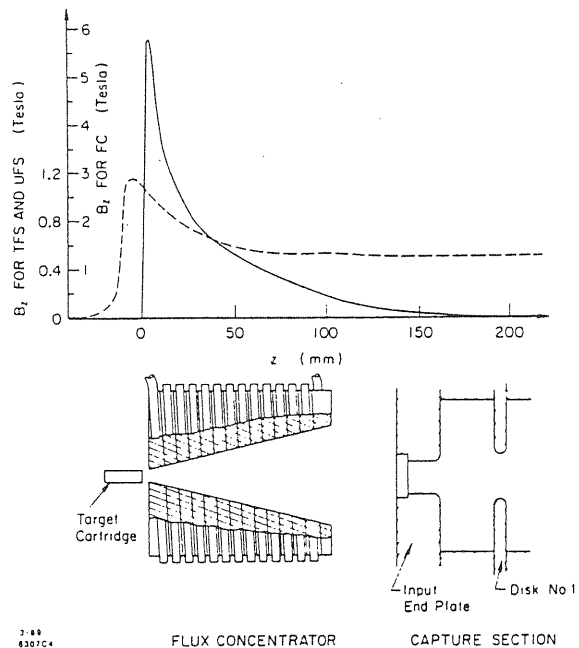 B_z FOR TFS AND UFS (Tesla)
B_z FOR FC (Tesla)
6
5
4
1.2 3
0.8 2
0.4 1
0
0 50 100 150 200
z (mm)
Target
Cartridge
Input
End Plate
Disk No 1
3-89
6307C4
FLUX CONCENTRATOR
CAPTURE SECTION